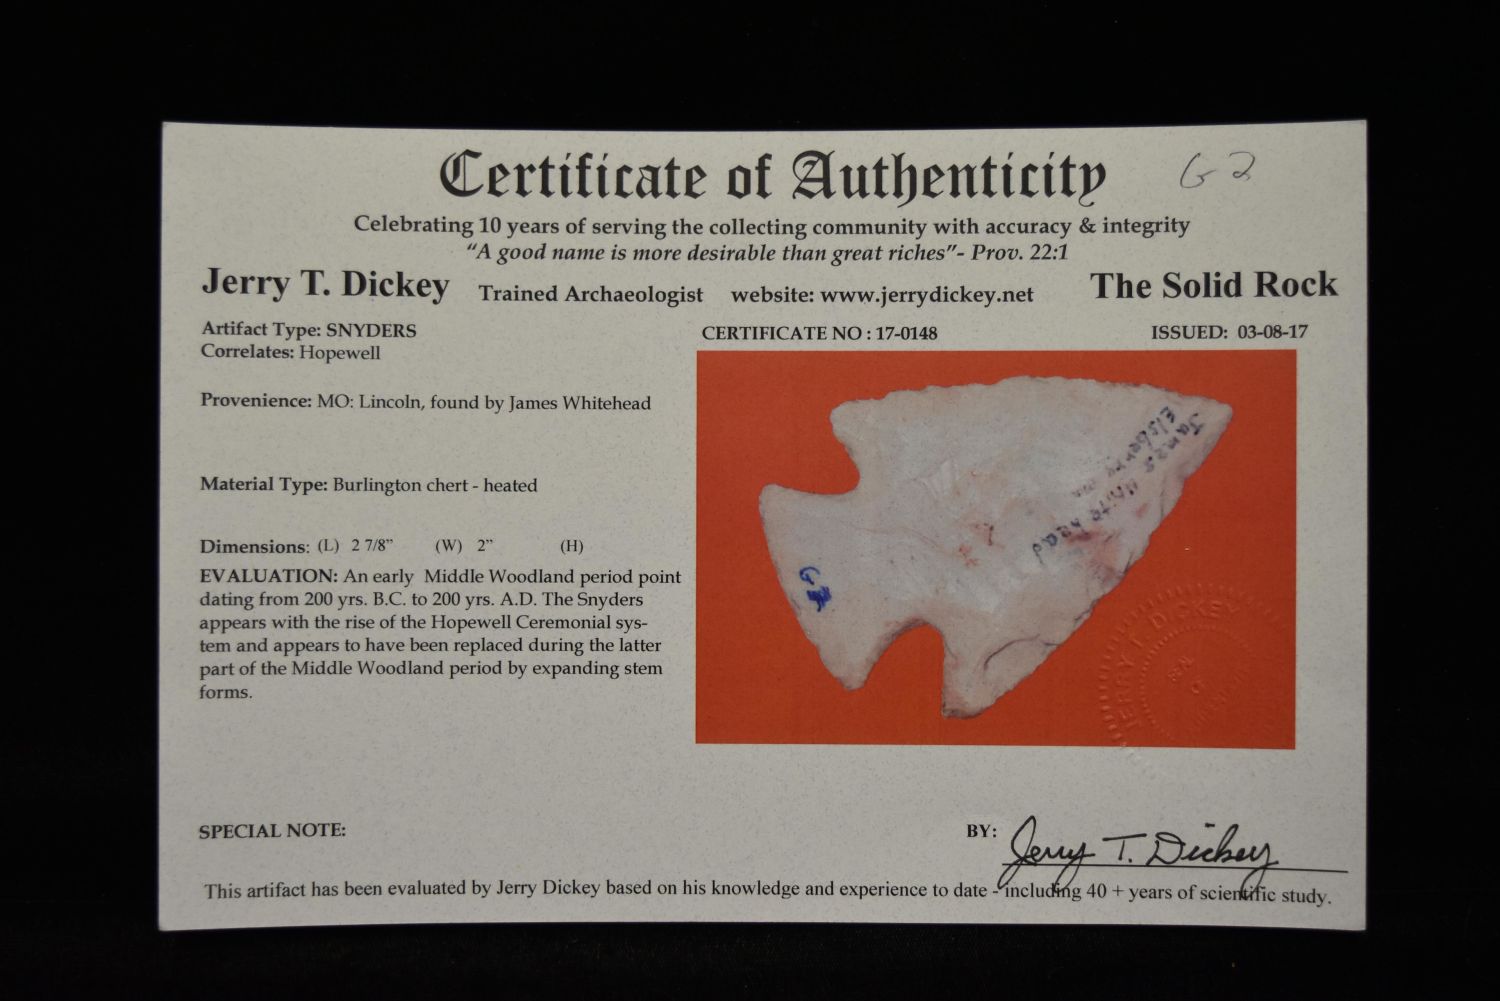 Certificate of Authenticity
G2
Celebrating 10 years of serving the collecting community with accuracy & integrity
“A good name is more desirable than great riches”- Prov. 22:1
Jerry T. Dickey Trained Archaeologist website: www.jerrydickey.net The Solid Rock
Artifact Type: SNYDERS
Correlates: Hopewell
CERTIFICATE NO : 17-0148 ISSUED: 03-08-17
Provenience: MO: Lincoln, found by James Whitehead
Material Type: Burlington chert - heated
Dimensions: (L) 2 7/8” (W) 2” (H)
EVALUATION: An early Middle Woodland period point
dating from 200 yrs. B.C. to 200 yrs. A.D. The Snyders
appears with the rise of the Hopewell Ceremonial sys-
tem and appears to have been replaced during the latter
part of the Middle Woodland period by expanding stem
forms.
James White head
Elsberry
JERRY T. DICKEY
SEAL
SPECIAL NOTE:
BY: Jerry T. Dickey
This artifact has been evaluated by Jerry Dickey based on his knowledge and experience to date - including 40 + years of scientific study.